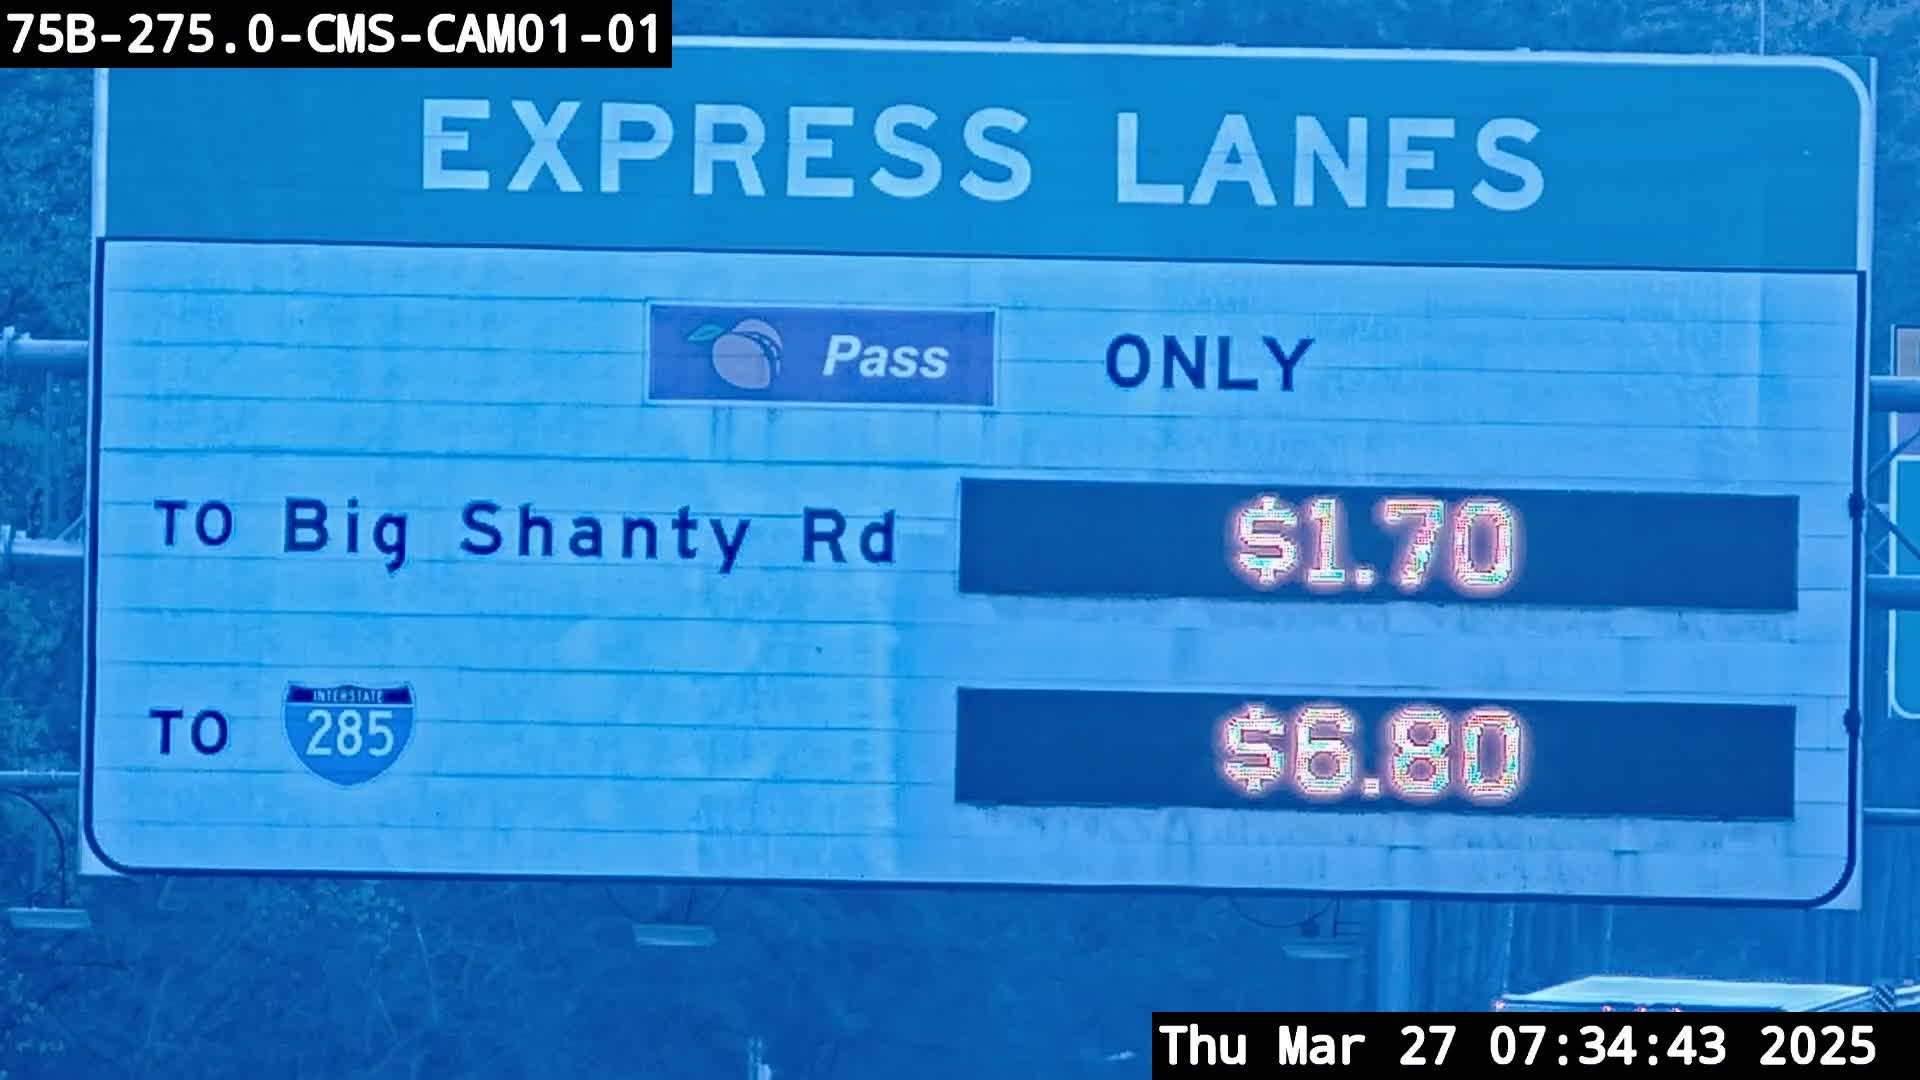 75B-275.0-CMS-CAM01-01
EXPRESS LANES
Pass ONLY
TO Big Shanty Rd $1.70
INTERSTATE
TO 285 $6.80
Thu Mar 27 07:34:43 2025